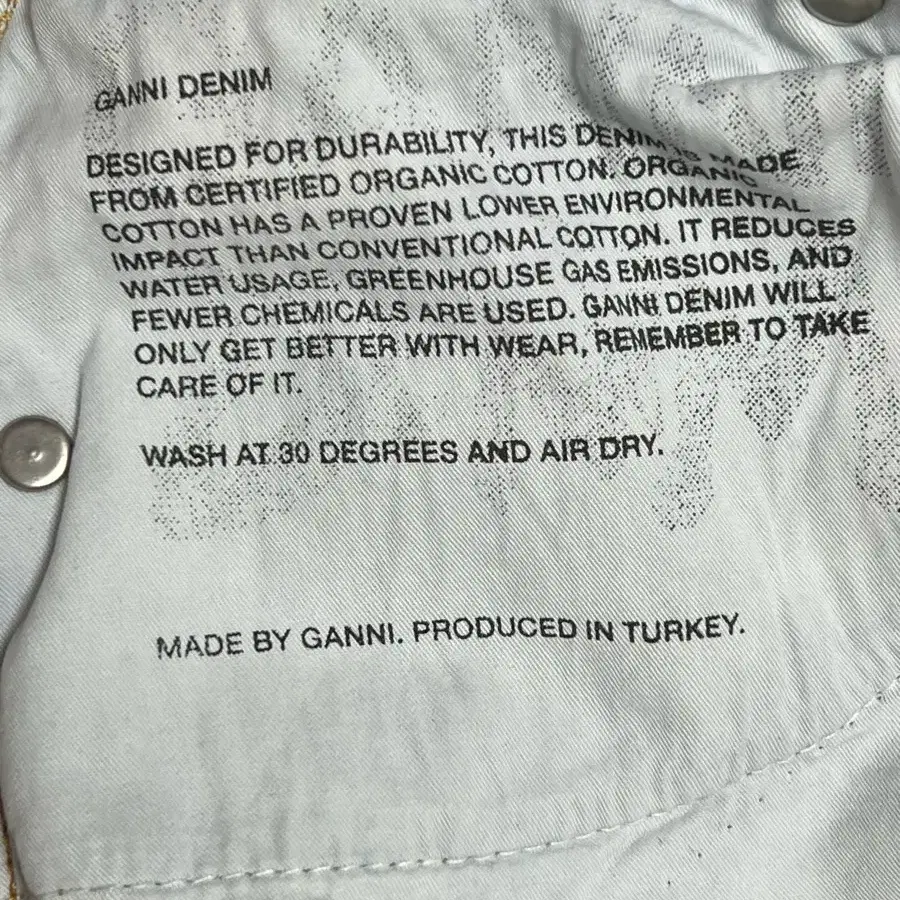 GANNI DENIM
DESIGNED FOR DURABILITY, THIS DENIM IS MADE
FROM CERTIFIED ORGANIC COTTON. ORGANIC
COTTON HAS A PROVEN LOWER ENVIRONMENTAL
IMPACT THAN CONVENTIONAL COTTON. IT REDUCES
WATER USAGE, GREENHOUSE GAS EMISSIONS, AND
FEWER CHEMICALS ARE USED. GANNI DENIM WILL
ONLY GET BETTER WITH WEAR, REMEMBER TO TAKE
CARE OF IT.
WASH AT 30 DEGREES AND AIR DRY.
MADE BY GANNI. PRODUCED IN TURKEY.